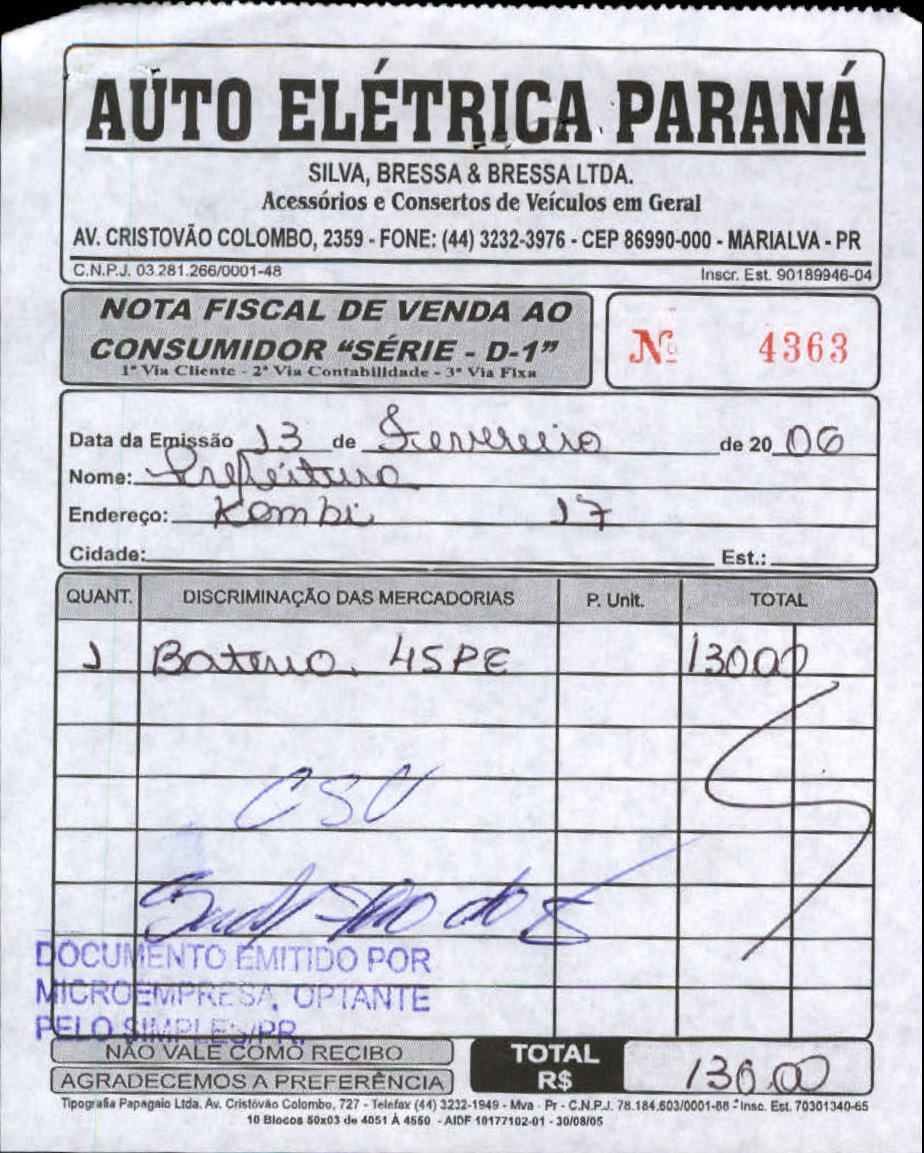 AUTO ELÉTRICA PARANÁ
SILVA, BRESSA & BRESSA LTDA.
Acessórios e Consertos de Veículos em Geral
AV. CRISTOVÃO COLOMBO, 2359 - FONE: (44) 3232-3976 - CEP 86990-000 - MARIALVA - PR
C.N.P.J. 03.281.266/0001-48 Inscr. Est. 90189946-04
NOTA FISCAL DE VENDA AO
CONSUMIDOR "SÉRIE - D-1"
1ª Via Cliente - 2ª Via Contabilidade - 3ª Via Fixa
Nº 4363
Data da Emissão 13 de Fevereiro de 2006
Nome: Prefeitura
Endereço: Kombi 17
Cidade: Est.:
QUANT. DISCRIMINAÇÃO DAS MERCADORIAS P. Unit. TOTAL
1 Bateria 45PE 13000
CSU
DOCUMENTO EMITIDO POR
MICROEMPRESA, OPTANTE
PELO SIMPLES/PR.
NÃO VALE COMO RECIBO
AGRADECEMOS A PREFERÊNCIA
TOTAL
R$ 130,00
Tipografia Papagaio Ltda. Av. Cristóvão Colombo, 727 - Telefax (44) 3232-1949 - Mva - Pr - C.N.P.J. 78.184.603/0001-88 - Insc. Est. 70301340-65
10 Blocos 50x03 de 4051 À 4550 - AIDF 10177102-01 - 30/08/05